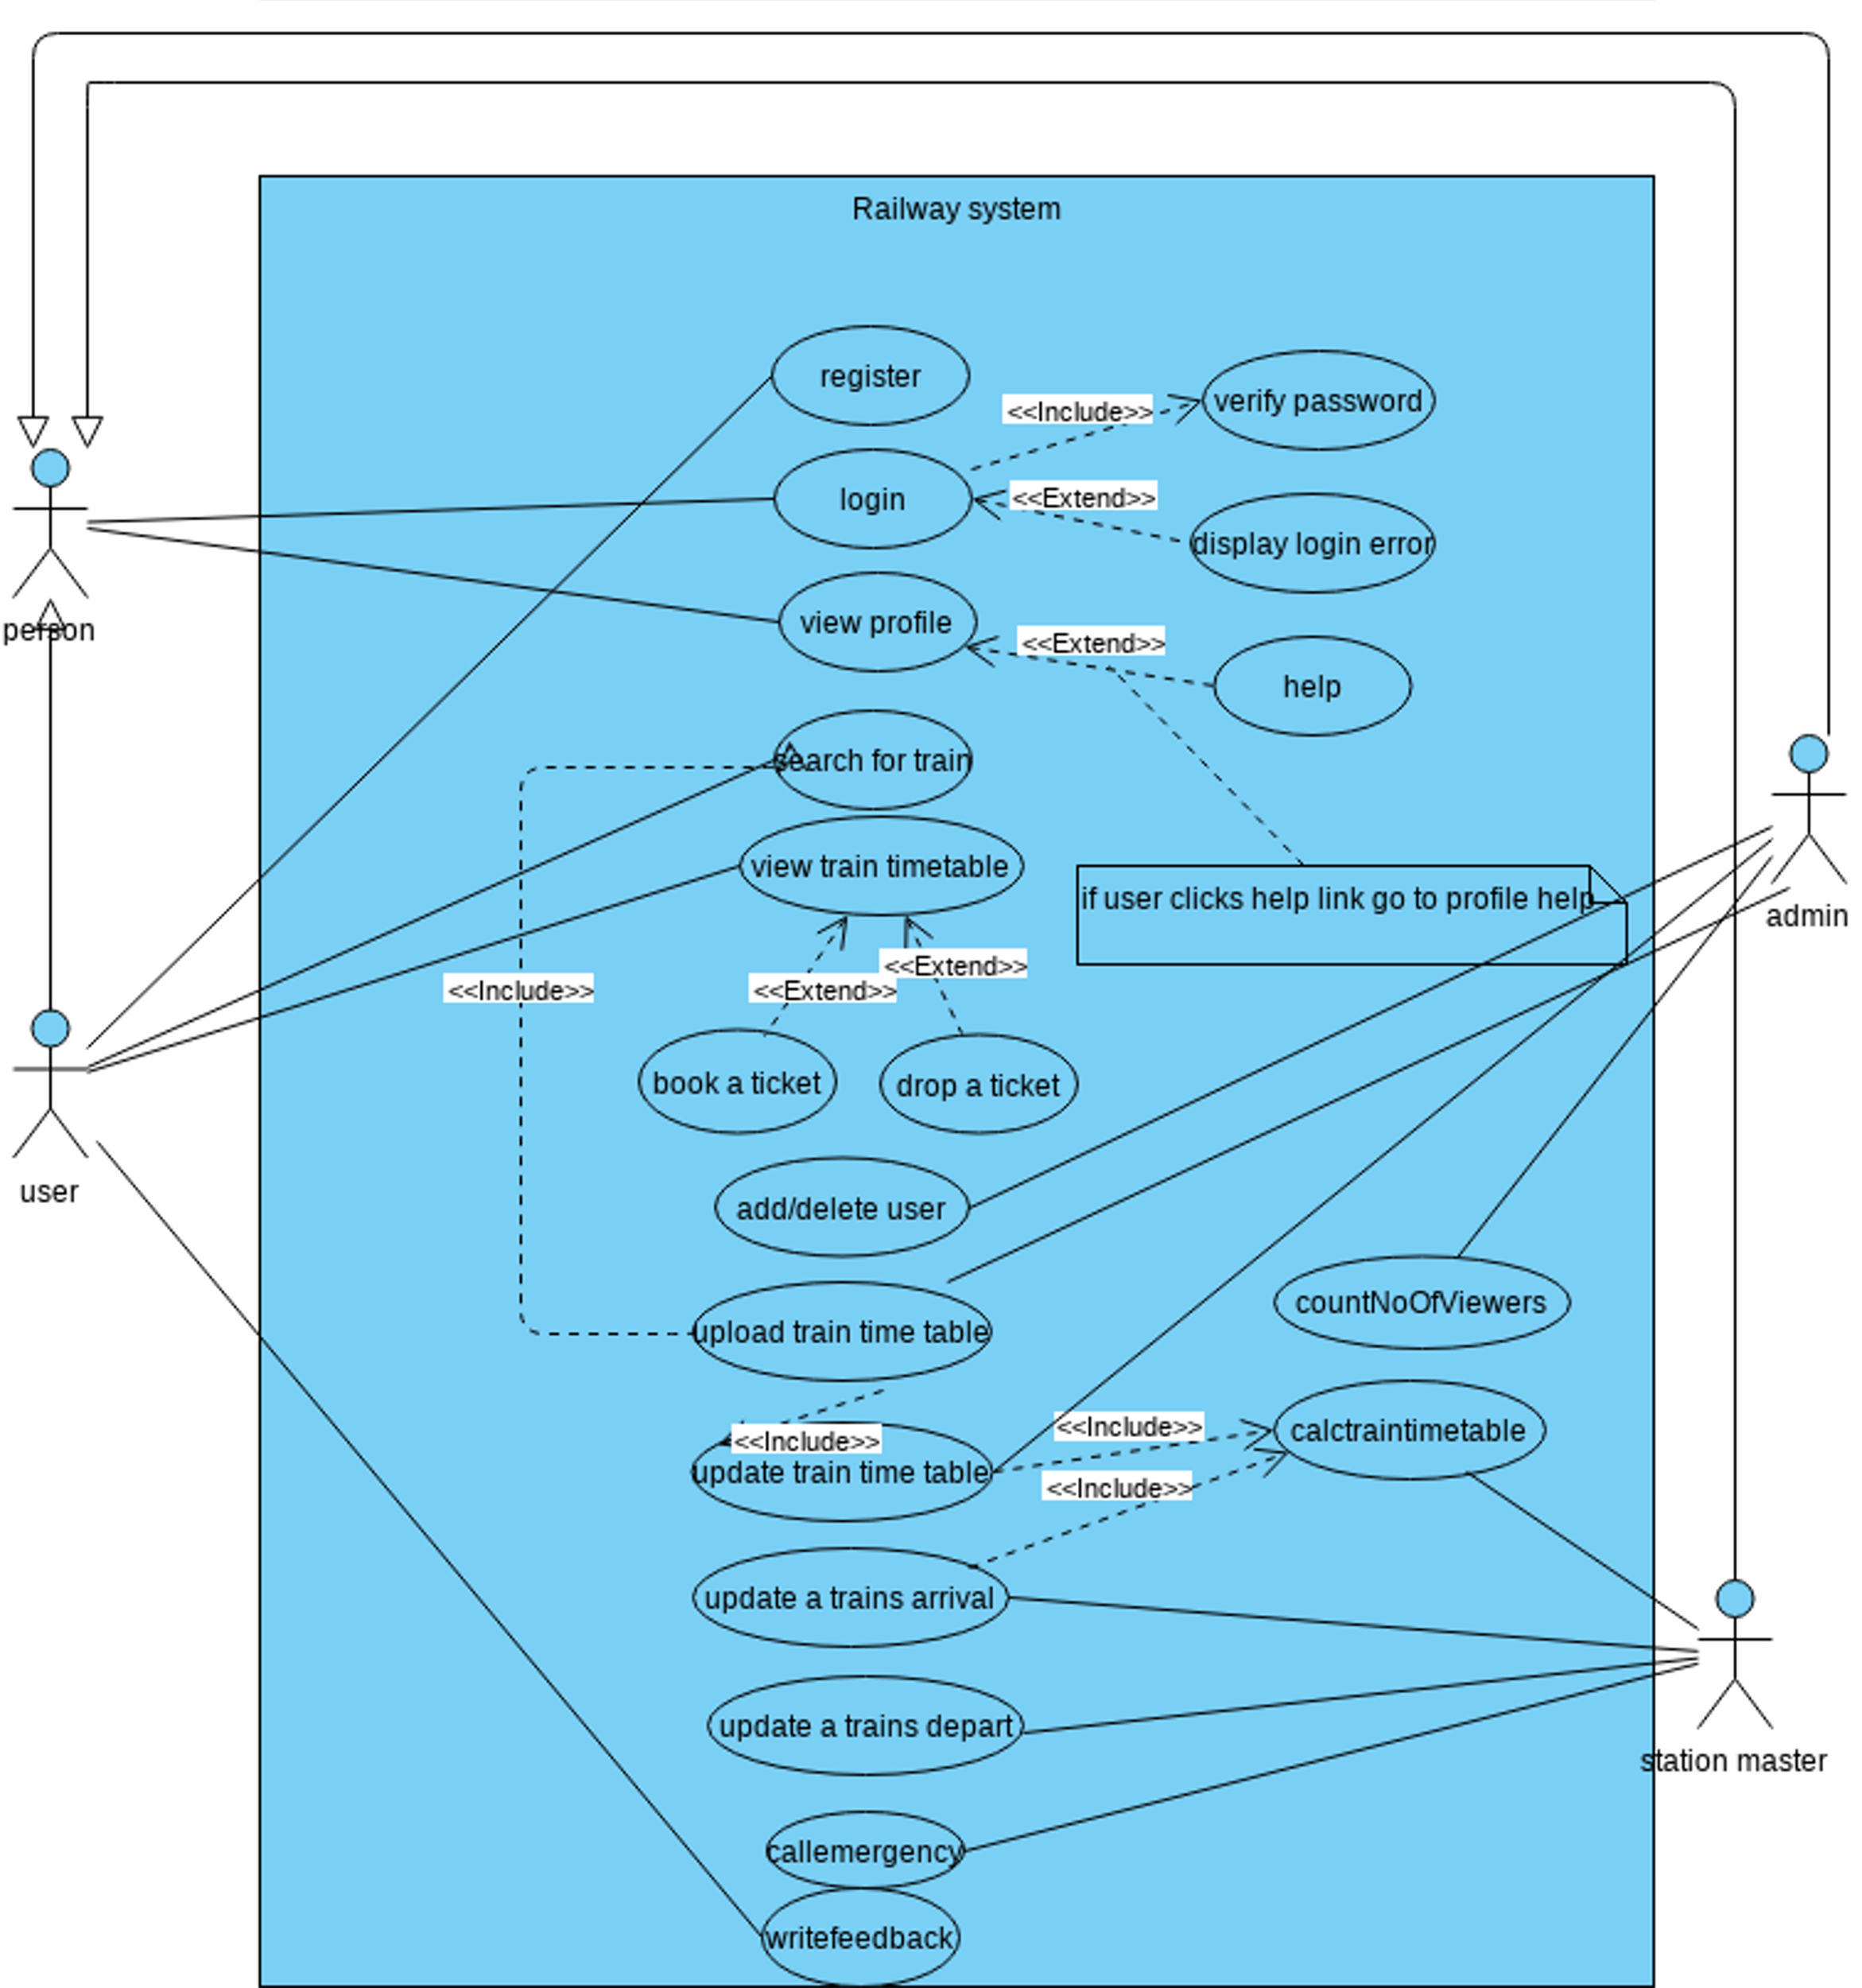 Railway system
register
<<Include>>
verify password
login
<<Extend>>
display login error
person
view profile
<<Extend>>
help
search for train
view train timetable
if user clicks help link go to profile help
admin
<<Include>>
<<Extend>>
<<Extend>>
book a ticket
drop a ticket
user
add/delete user
countNoOfViewers
upload train time table
<<Include>>
update train time table
<<Include>>
calctraintimetable
<<Include>>
update a trains arrival
update a trains depart
station master
callemergency
writefeedback